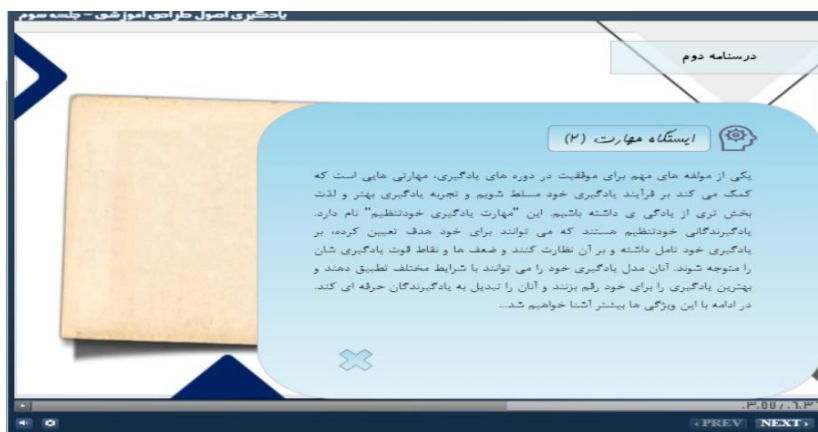 یادگیری اصول طراحی آموزشی - جلسه سوم
درسنامه دوم
ایستگاه مهارت (۲)
یکی از مولفه های مهم برای موفقیت در دوره های یادگیری، مهارتی هایی است که
کمک می کند بر فرآیند یادگیری خود مسلط شویم و تجربه یادگیری بهتر و لذت
بخش تری از یادگی ی داشته باشیم. این "مهارت یادگیری خودتنظیم" نام دارد.
یادگیرندگانی خودتنظیم هستند که می توانند برای خود هدف تعیین کرده، بر
یادگیری خود تامل داشته و بر آن نظارت کنند و ضعف ها و نقاط قوت یادگیری شان
را متوجه شوند. آنان مدل یادگیری خود را می توانند با شرایط مختلف تطبیق دهند و
بهترین یادگیری را برای خود رقم بزنند و آنان را تبدیل به یادگیرندگان حرفه ای کند.
در ادامه با این ویژگی ها بیشتر آشنا خواهیم شد...
‹PREV NEXT›